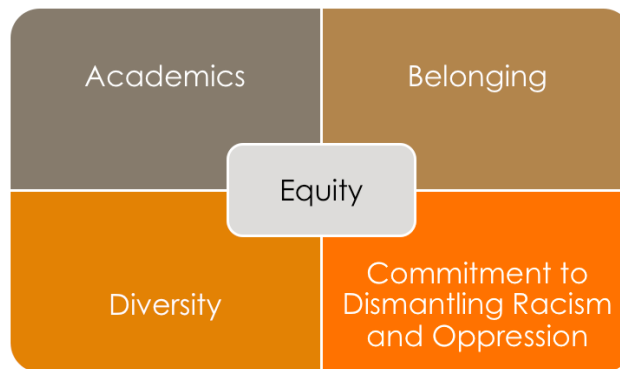 Academics
Belonging
Equity
Diversity
Commitment to
Dismantling Racism
and Oppression